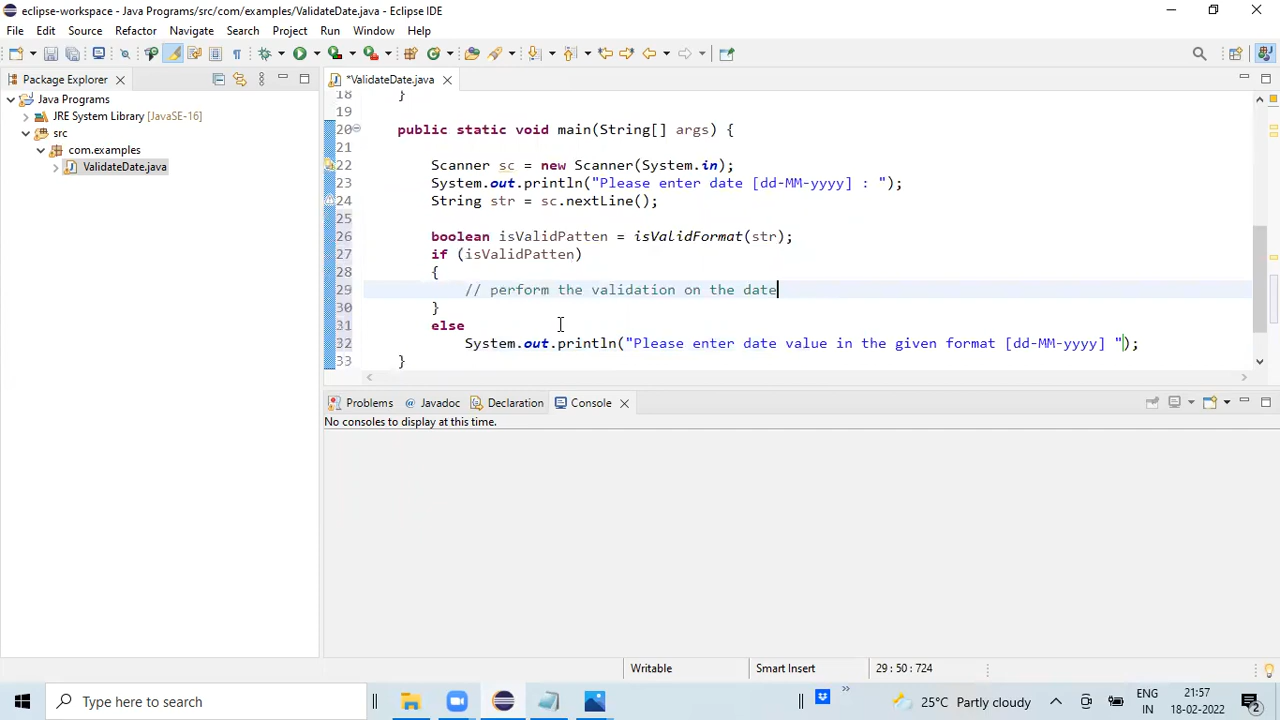 eclipse-workspace - Java Programs/src/com/examples/ValidateDate.java - Eclipse IDE
File Edit Source Refactor Navigate Search Project Run Window Help
Package Explorer
*ValidateDate.java
Java Programs
JRE System Library [JavaSE-16]
src
com.examples
ValidateDate.java
18 }
19
20 public static void main(String[] args) {
21
22 Scanner sc = new Scanner(System.in);
23 System.out.println("Please enter date [dd-MM-yyyy] : ");
24 String str = sc.nextLine();
25
26 boolean isValidPatten = isValidFormat(str);
27 if (isValidPatten)
28 {
29 // perform the validation on the date
30 }
31 else
32 System.out.println("Please enter date value in the given format [dd-MM-yyyy] ");
33 }
Problems @ Javadoc Declaration Console
No consoles to display at this time.
Writable Smart Insert 29 : 50 : 724
Type here to search
25°C Partly cloudy
ENG
IN
21:37
18-02-2022
2